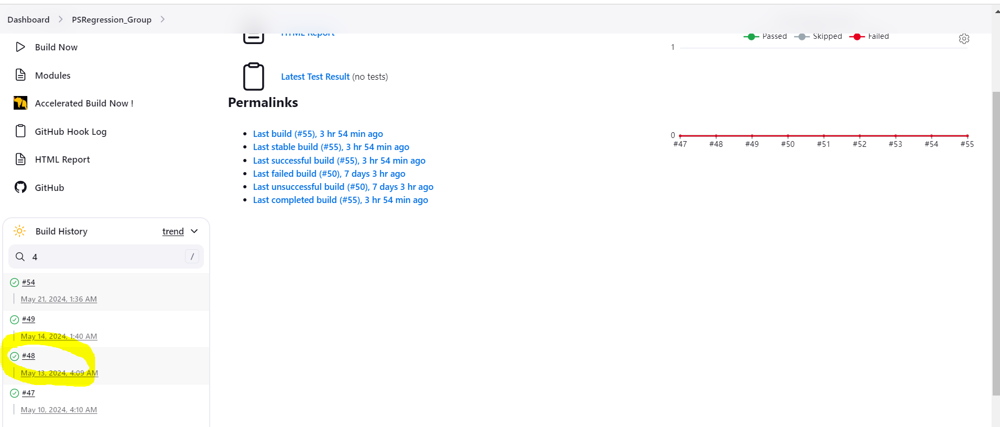 Dashboard > PSRegression_Group >
HTML Report
Build Now
Modules
Accelerated Build Now !
GitHub Hook Log
HTML Report
GitHub
Latest Test Result (no tests)
Permalinks
Last build (#55), 3 hr 54 min ago
Last stable build (#55), 3 hr 54 min ago
Last successful build (#55), 3 hr 54 min ago
Last failed build (#50), 7 days 3 hr ago
Last unsuccessful build (#50), 7 days 3 hr ago
Last completed build (#55), 3 hr 54 min ago
Passed Skipped Failed
1
0
#47 #48 #49 #50 #51 #52 #53 #54 #55
Build History trend
4 /
#54
May 21, 2024, 1:36 AM
#49
May 14, 2024, 1:40 AM
#48
May 13, 2024, 4:09 AM
#47
May 10, 2024, 4:10 AM